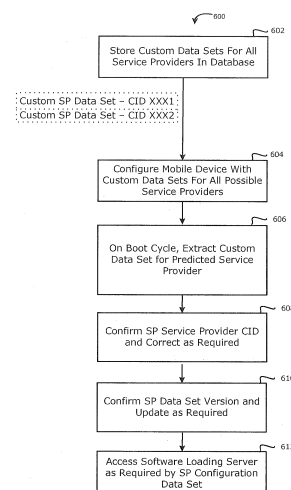 600
602
Store Custom Data Sets For All
Service Providers In Database
Custom SP Data Set – CID XXX1
Custom SP Data Set – CID XXX2
604
Configure Mobile Device With
Custom Data Sets For All Possible
Service Providers
606
On Boot Cycle, Extract Custom
Data Set for Predicted Service
Provider
Confirm SP Service Provider CID
and Correct as Required
Confirm SP Data Set Version and
Update as Required
Access Software Loading Server
as Required by SP Configuration
Data Set